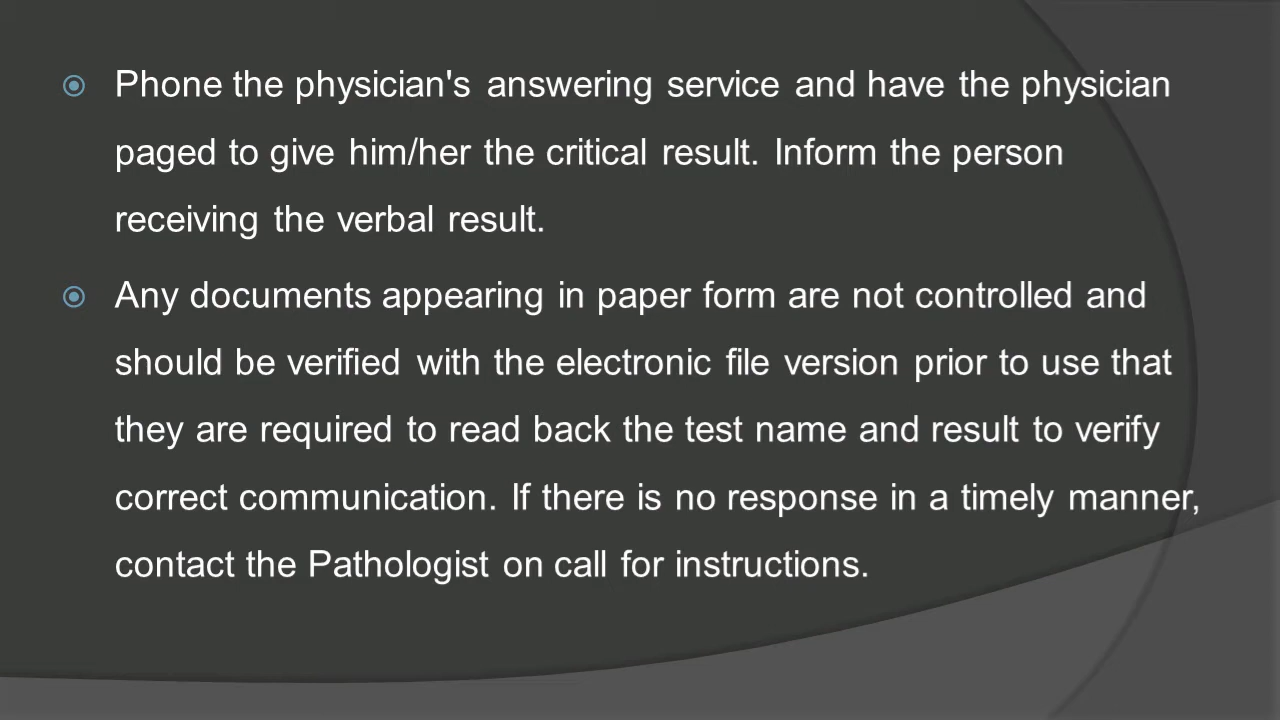 Phone the physician's answering service and have the physician
paged to give him/her the critical result. Inform the person
receiving the verbal result.
Any documents appearing in paper form are not controlled and
should be verified with the electronic file version prior to use that
they are required to read back the test name and result to verify
correct communication. If there is no response in a timely manner,
contact the Pathologist on call for instructions.